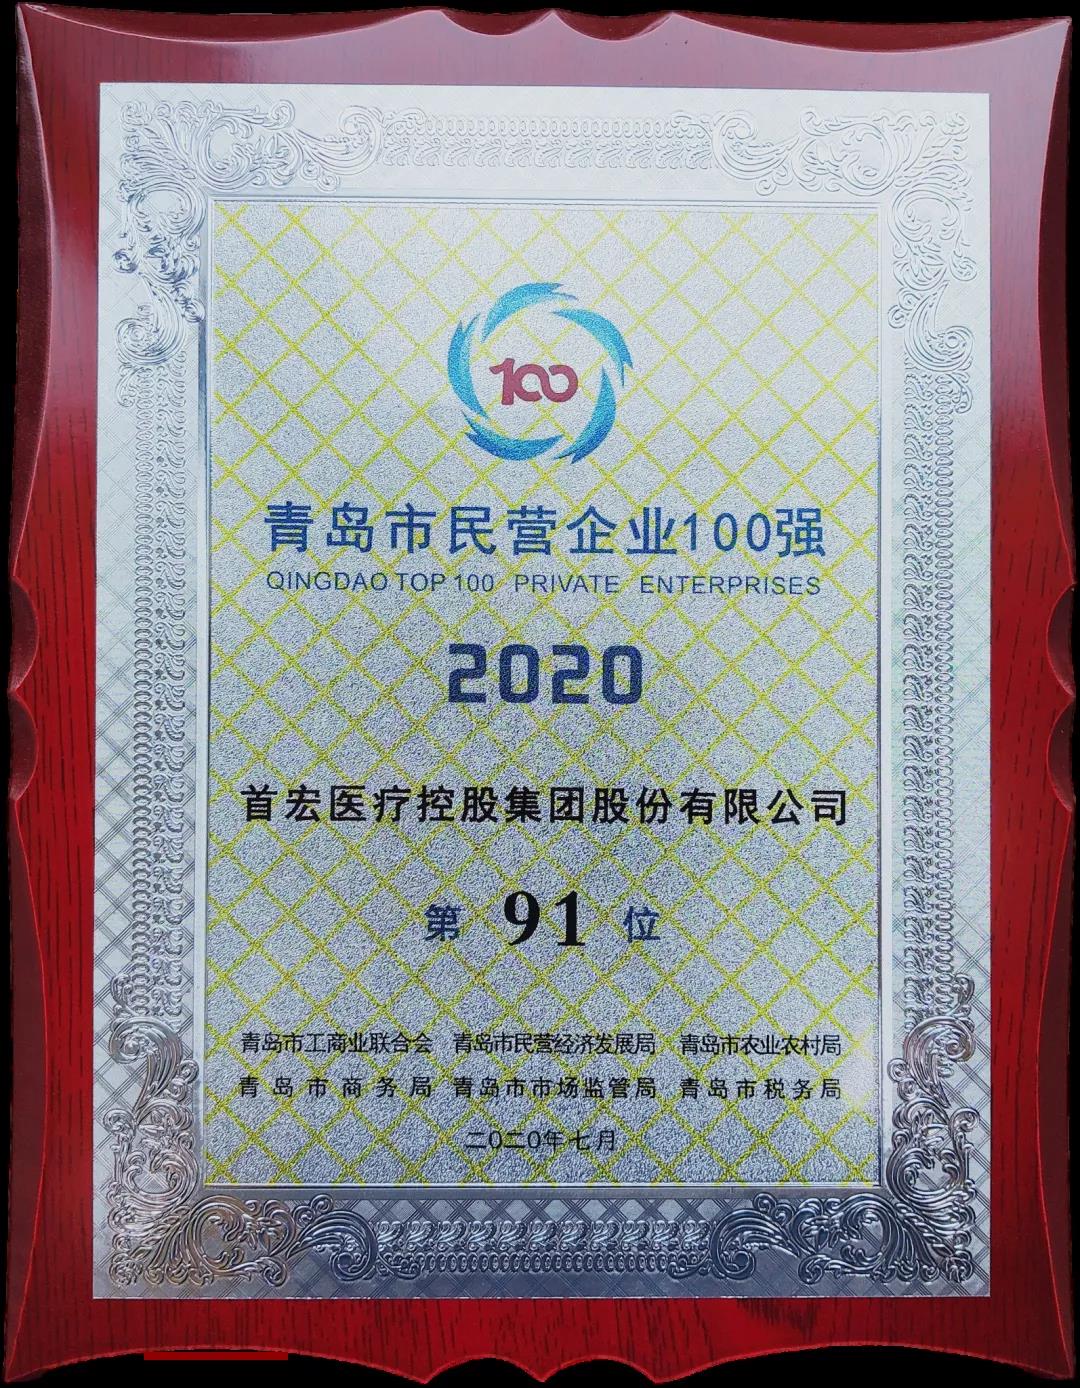 100
青岛市民营企业100强
QINGDAO TOP 100 PRIVATE ENTERPRISES
2020
首宏医疗控股集团股份有限公司
第 91 位
青岛市工商业联合会 青岛市民营经济发展局 青岛市农业农村局
青岛市商务局 青岛市市场监管局 青岛市税务局
二0二0年七月